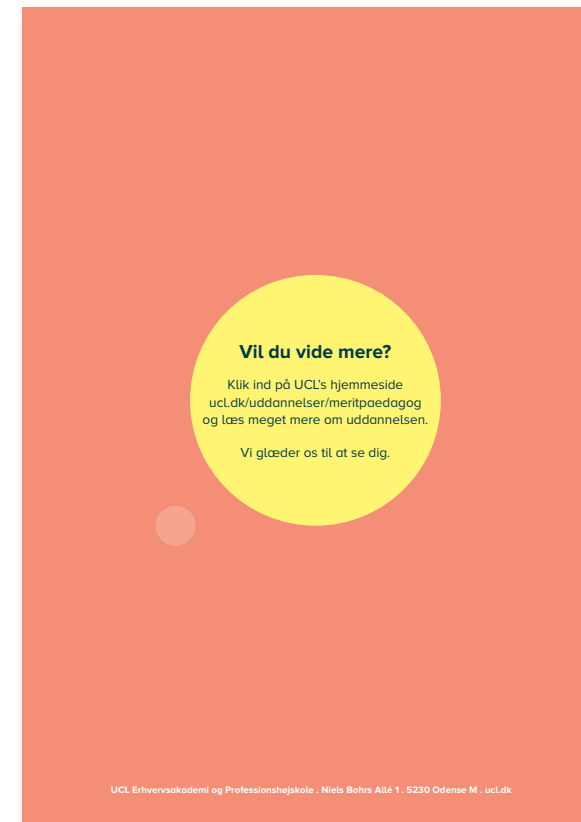 Vil du vide mere?
Klik ind på UCL's hjemmeside
ucl.dk/uddannelser/meritpaedagog
og læs meget mere om uddannelsen.
Vi glæder os til at se dig.
UCL Erhvervsakademi og Professionshøjskole . Niels Bohrs Allé 1 . 5230 Odense M . ucl.dk